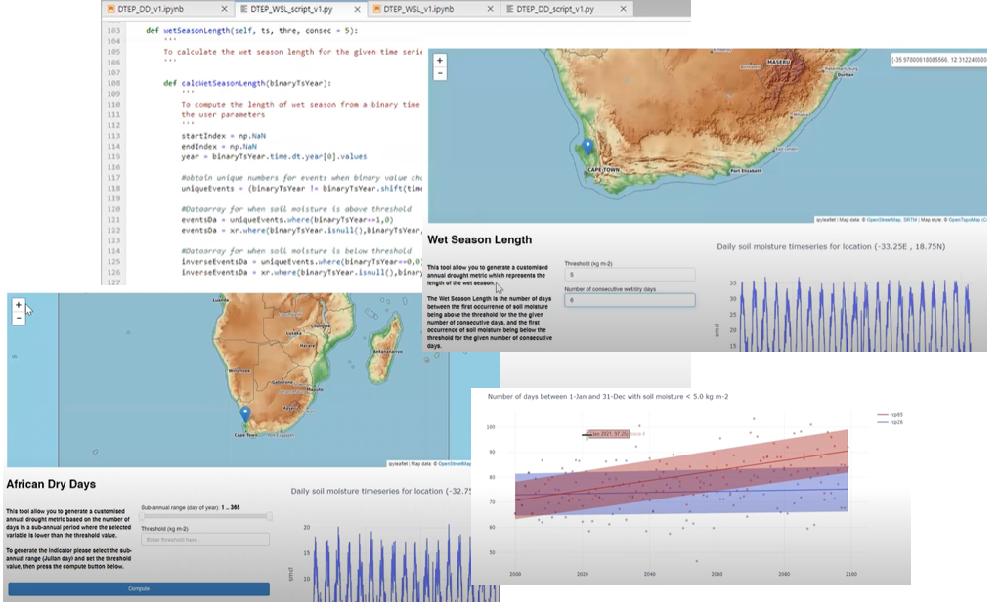 DTEP_DD_v1.ipynb
DTEP_WSL_script_v1.py
DTEP_WSL_v1.ipynb
DTEP_DD_script_v1.py
103 def wetSeasonLength(self, ts, thre, consec = 5):
104 '''
105 To calculate the wet season length for the given time serie
106 '''
107
108 def calcWetSeasonLength(binaryTsYear):
109 '''
110 To compute the length of wet season from a binary time
111 the user parameters
112 '''
113 startIndex = np.NaN
114 endIndex = np.NaN
119 year = binaryTsYear.time.dt.year[0].values
116
117 #obtain unique numbers for events when binary value cha
118 uniqueEvents = (binaryTsYear != binaryTsYear.shift(time
119
120 #Dataarray for when soil moisture is above threshold
121 eventsDa = uniqueEvents.where(binaryTsYear==1,0)
122 eventsDa = xr.where(binaryTsYear.isnull(),binaryTsYear,
113
114 #Dataarray for when soil moisture is below threshold
125 inverseEventsDa = uniqueEvents.where(binaryTsYear==0,0)
126 inverseEventsDa = xr.where(binaryTsYear.isnull(),binary
127
+
−
MASERU
Durban
CAPE TOWN
Port Elizabeth
ipyleaflet | Map data: © OpenStreetMap, SRTM | Map style: © OpenTopoMap (C
Wet Season Length
This tool allow you to generate a customised
annual drought metric which represents the
length of the wet season.
The Wet Season Length is the number of days
between the first occurrence of soil moisture
being above the threshold for the the given
number of consecutive days, and the first
occurrence of soil moisture being below the
threshold for the given number of consecutive
days.
Threshold (kg m-2)
5
Number of consecutive wet/dry days
6
Daily soil moisture timeseries for location (-33.25E , 18.75N)
35
30
25
20
15
smd
+
−
Luanda
Lusaka
Harare
Antananarivo
Windhoek
Gaborone
Maputo
Maseru
Cape Town
Port Elizabeth
ipyleaflet | Map data: © OpenStreetMap
African Dry Days
This tool allow you to generate a customised
annual drought metric based on the number of
days in a sub-annual period where the selected
variable is lower than the threshold value.
To generate the indicator please select the sub-
annual range (Julian day) and set the threshold
value, then press the compute button below.
Sub-annual range (day of year): 1 .. 365
Threshold (kg m-2)
Enter threshold here..
Compute
Daily soil moisture timeseries for location (-32.75
20
15
10
smd
Number of days between 1-Jan and 31-Dec with soil moisture < 5.0 kg m-2
100
90
80
70
60
50
2000
2020
2040
2060
2080
2100
rcp85
rcp26